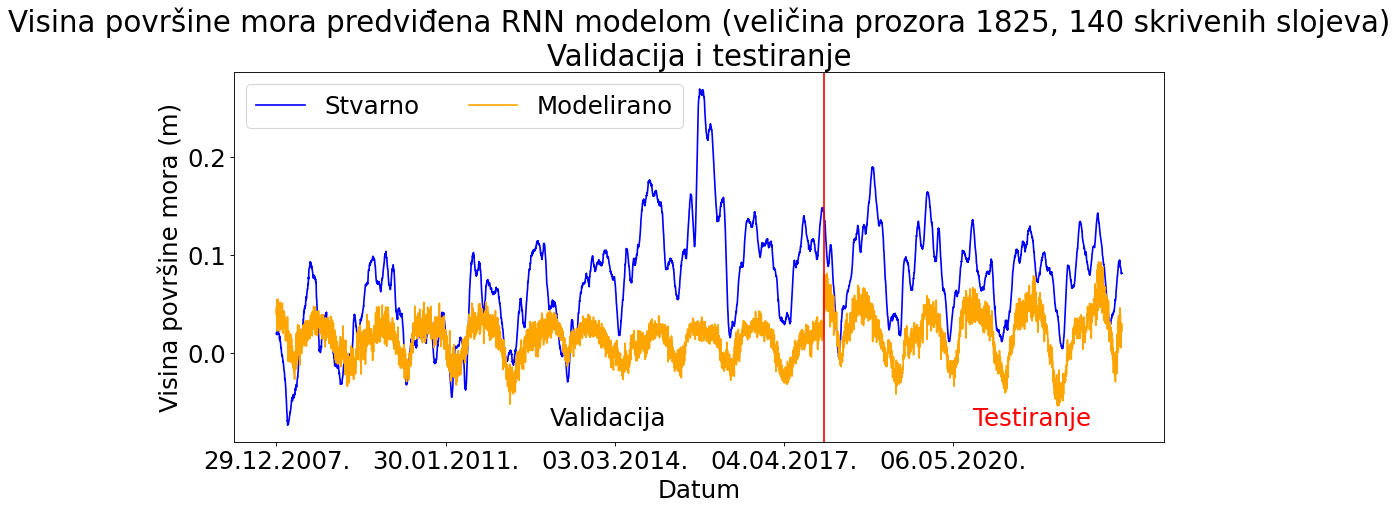 Visina površine mora predviđena RNN modelom (veličina prozora 1825, 140 skrivenih slojeva)
Validacija i testiranje
Stvarno
Modelirano
Visina površine mora (m)
0.2
0.1
0.0
Validacija
Testiranje
29.12.2007.
30.01.2011.
03.03.2014.
04.04.2017.
06.05.2020.
Datum